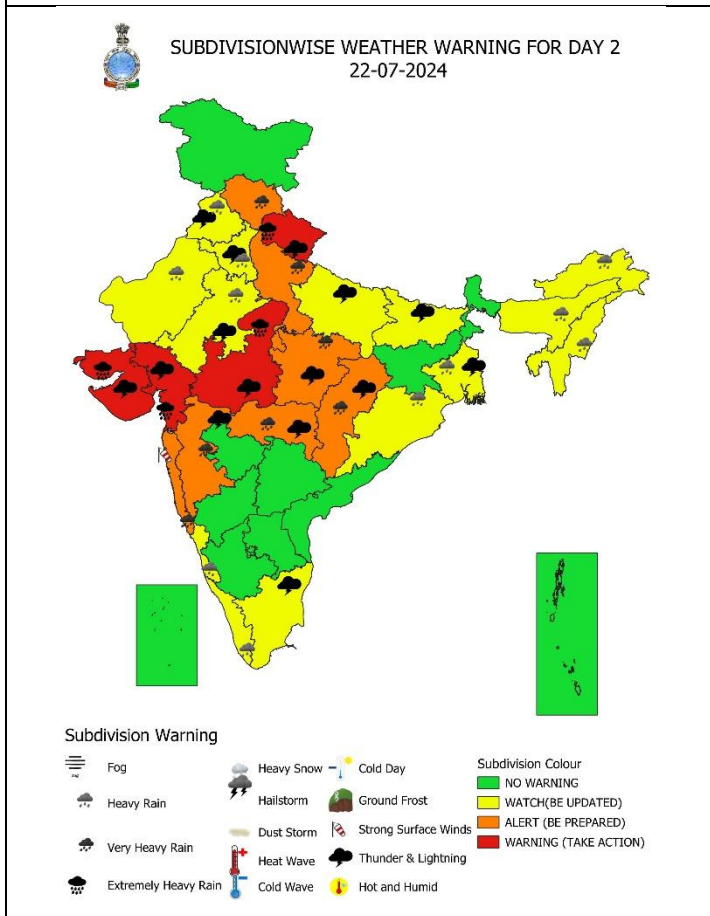 SUBDIVISIONWISE WEATHER WARNING FOR DAY 2
22-07-2024
Subdivision Warning
Fog
Heavy Rain
Very Heavy Rain
Extremely Heavy Rain
Heavy Snow
Hailstorm
Dust Storm
Heat Wave
Cold Wave
Cold Day
Ground Frost
Strong Surface Winds
Thunder & Lightning
Hot and Humid
Subdivision Colour
NO WARNING
WATCH(BE UPDATED)
ALERT (BE PREPARED)
WARNING (TAKE ACTION)